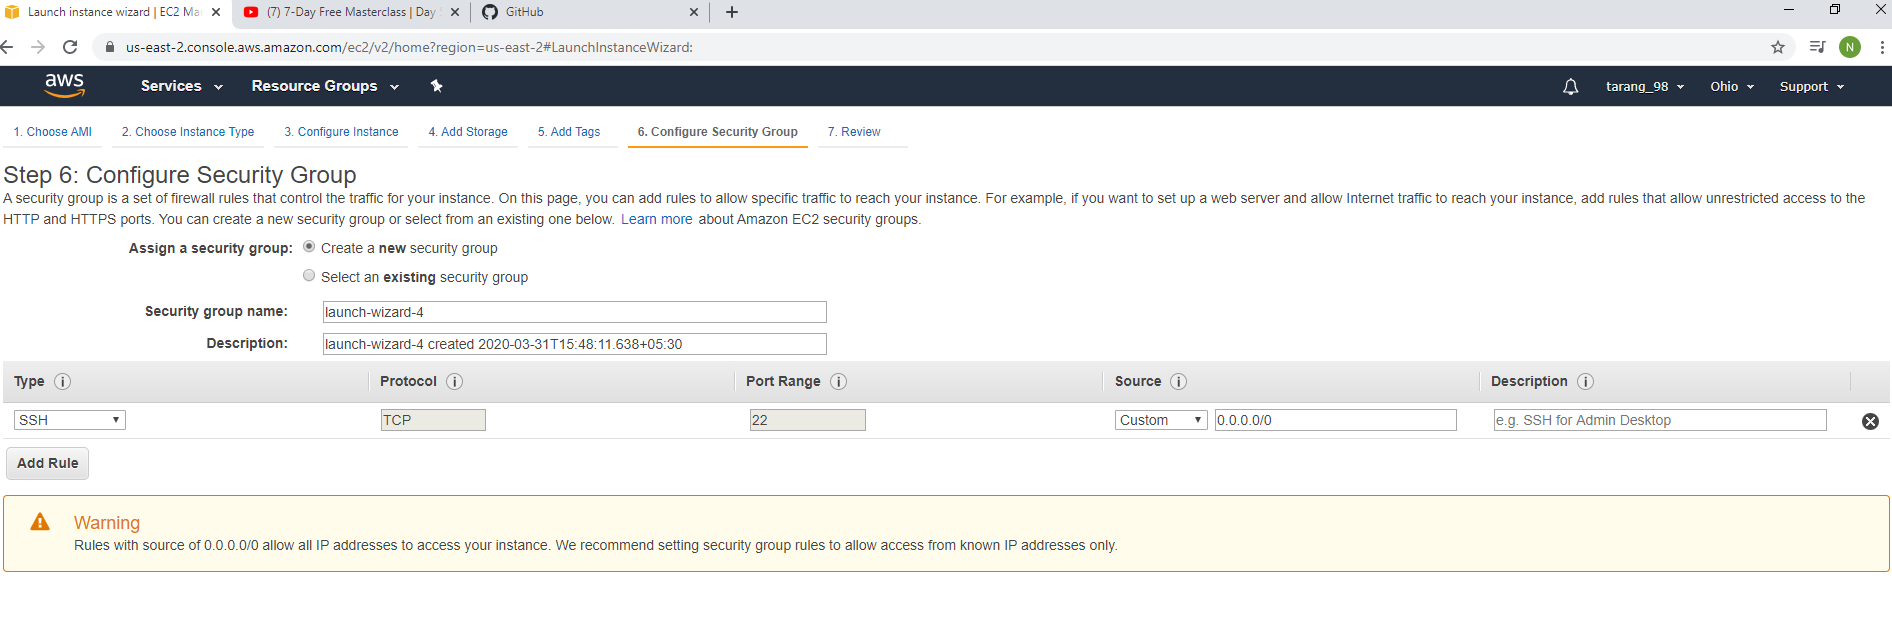 Launch instance wizard | EC2 Ma
(7) 7-Day Free Masterclass | Day
GitHub
us-east-2.console.aws.amazon.com/ec2/v2/home?region=us-east-2#LaunchInstanceWizard:
N
aws
Services
Resource Groups
tarang_98
Ohio
Support
1. Choose AMI
2. Choose Instance Type
3. Configure Instance
4. Add Storage
5. Add Tags
6. Configure Security Group
7. Review
Step 6: Configure Security Group
A security group is a set of firewall rules that control the traffic for your instance. On this page, you can add rules to allow specific traffic to reach your instance. For example, if you want to set up a web server and allow Internet traffic to reach your instance, add rules that allow unrestricted access to the
HTTP and HTTPS ports. You can create a new security group or select from an existing one below. Learn more about Amazon EC2 security groups.
Assign a security group: Create a new security group
Select an existing security group
Security group name: launch-wizard-4
Description: launch-wizard-4 created 2020-03-31T15:48:11.638+05:30
Type i Protocol i Port Range i Source i Description i
SSH TCP 22 Custom 0.0.0.0/0 e.g. SSH for Admin Desktop
Add Rule
Warning
Rules with source of 0.0.0.0/0 allow all IP addresses to access your instance. We recommend setting security group rules to allow access from known IP addresses only.